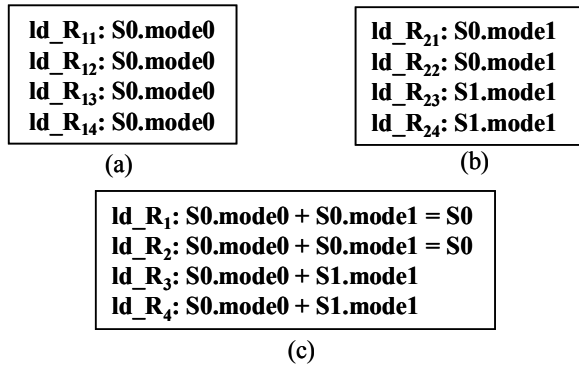 ld_R₁₁: S0.mode0
ld_R₁₂: S0.mode0
ld_R₁₃: S0.mode0
ld_R₁₄: S0.mode0
(a)
ld_R₂₁: S0.mode1
ld_R₂₂: S0.mode1
ld_R₂₃: S1.mode1
ld_R₂₄: S1.mode1
(b)
ld_R₁: S0.mode0 + S0.mode1 = S0
ld_R₂: S0.mode0 + S0.mode1 = S0
ld_R₃: S0.mode0 + S1.mode1
ld_R₄: S0.mode0 + S1.mode1
(c)